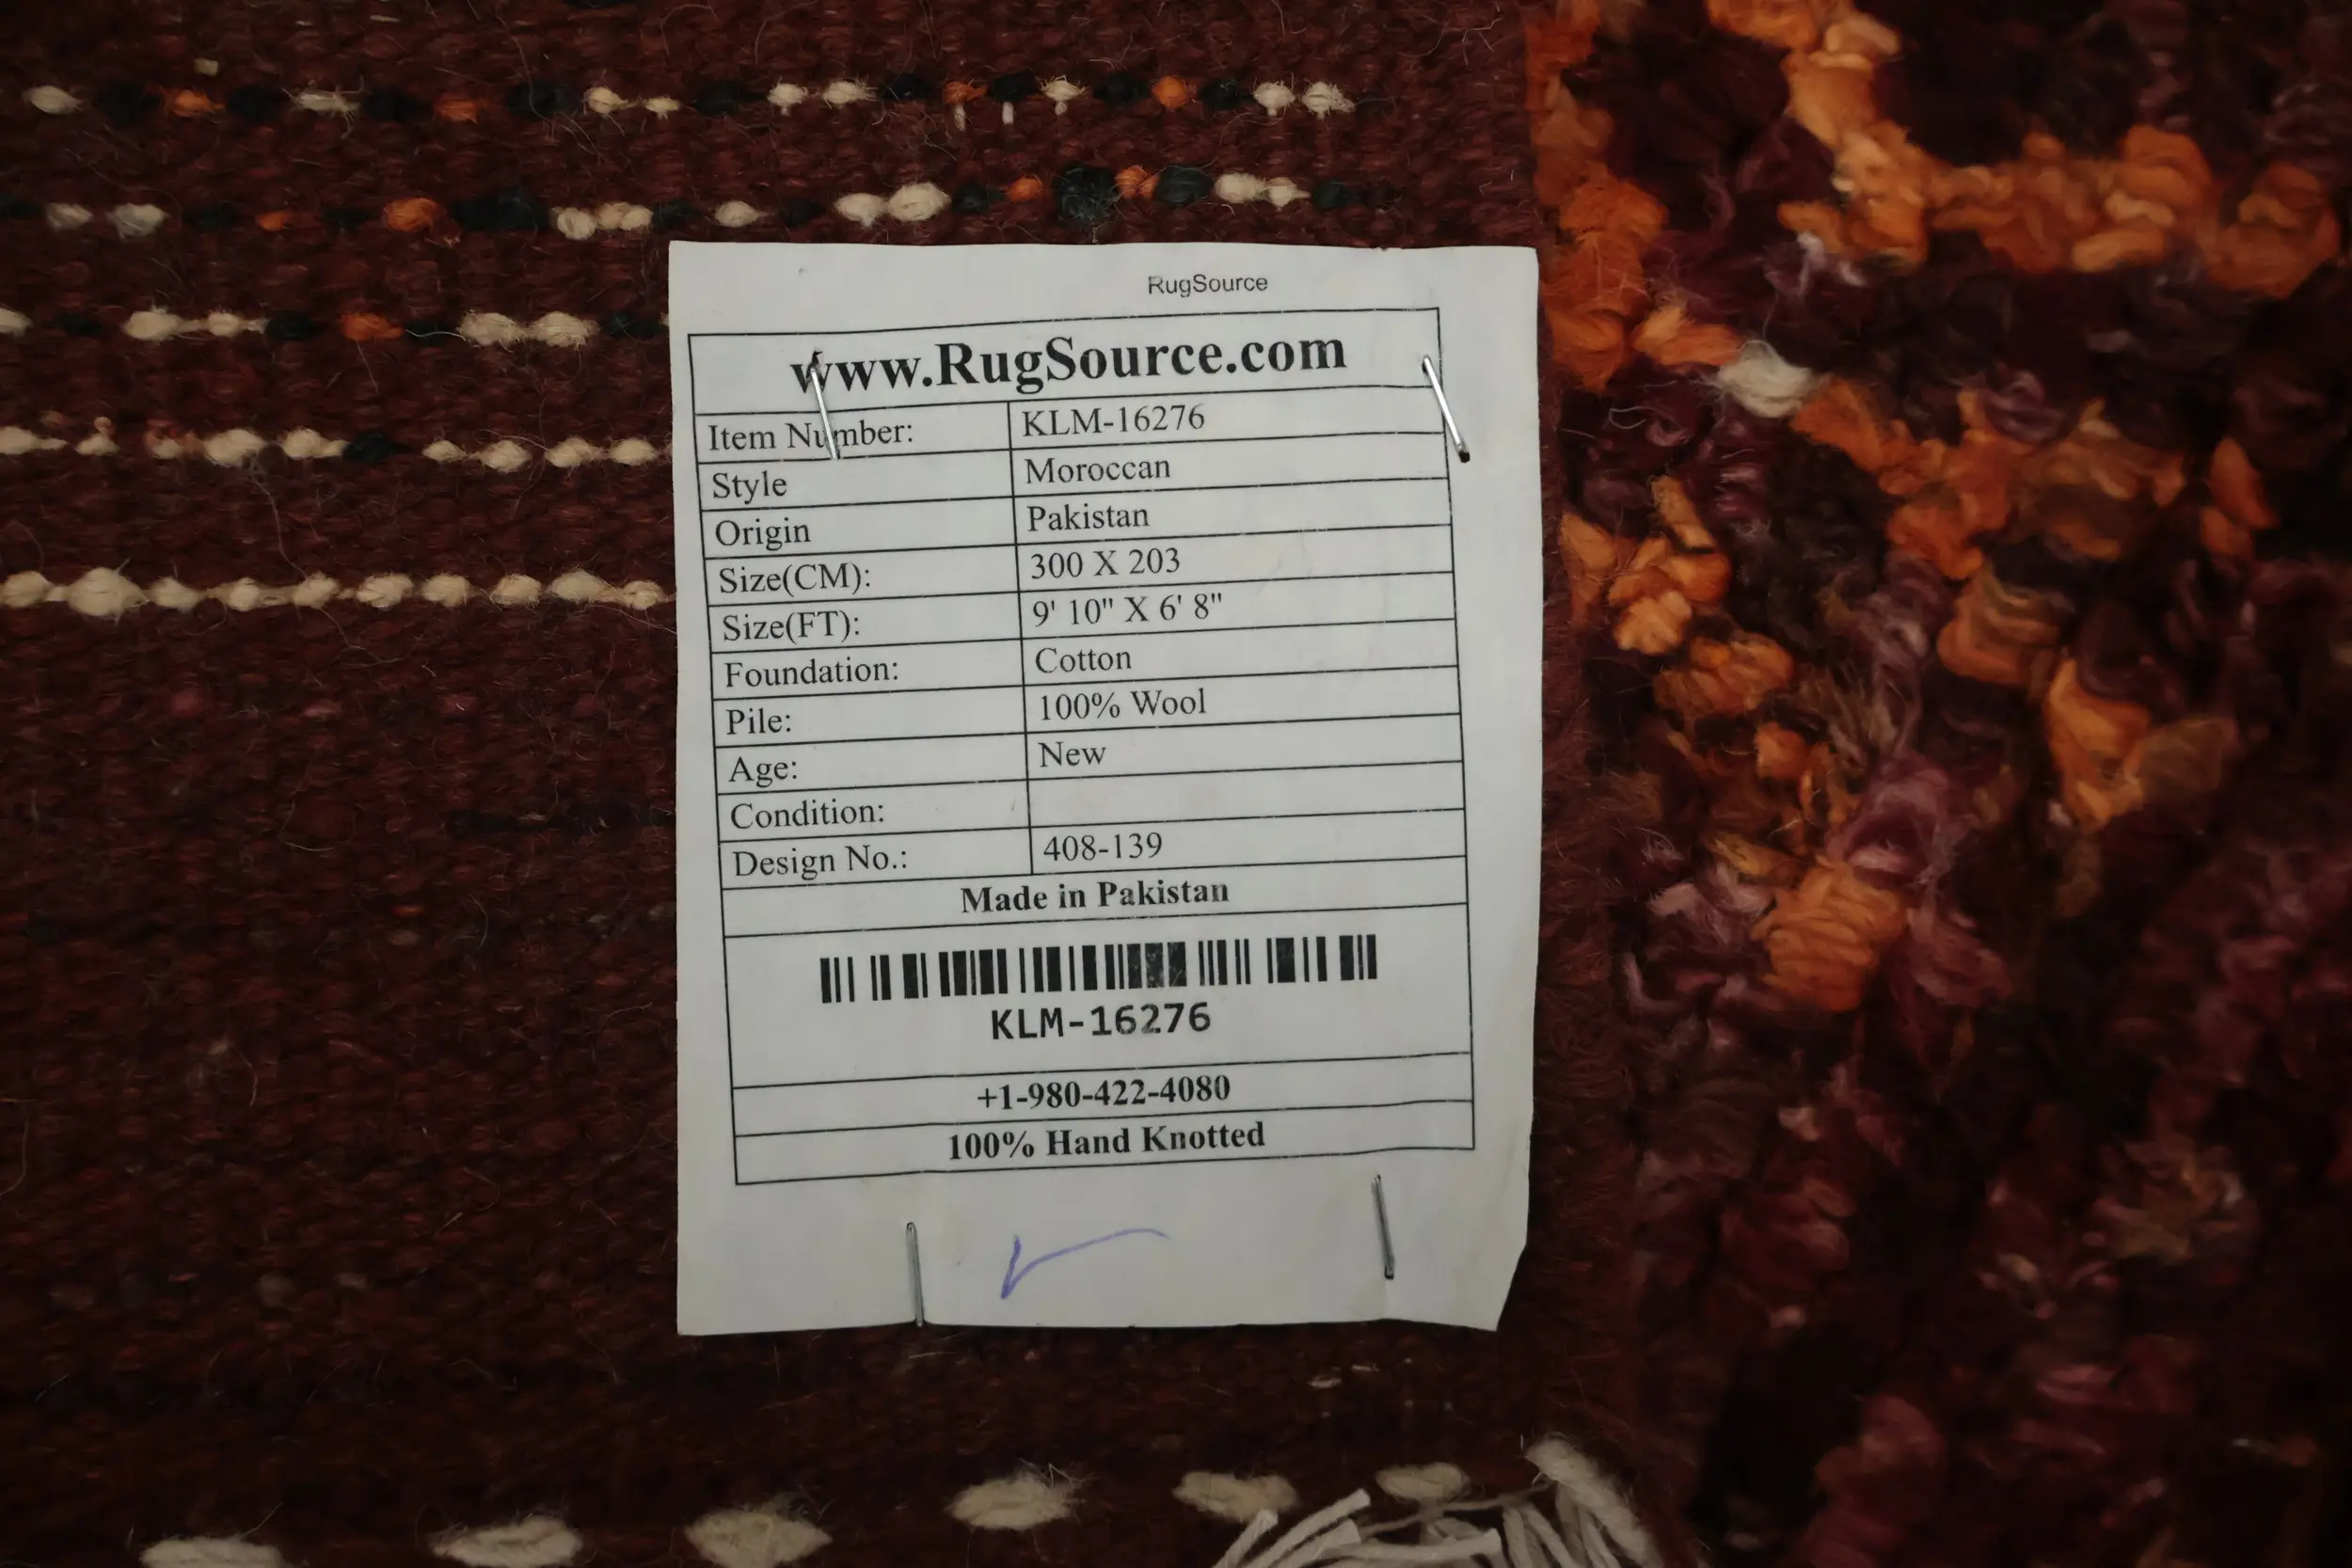 RugSource
www.RugSource.com
Item Number: KLM-16276
Style Moroccan
Origin Pakistan
Size(CM): 300 X 203
Size(FT): 9' 10" X 6' 8"
Foundation: Cotton
Pile: 100% Wool
Age: New
Condition:
Design No.: 408-139
Made in Pakistan
KLM-16276
+1-980-422-4080
100% Hand Knotted